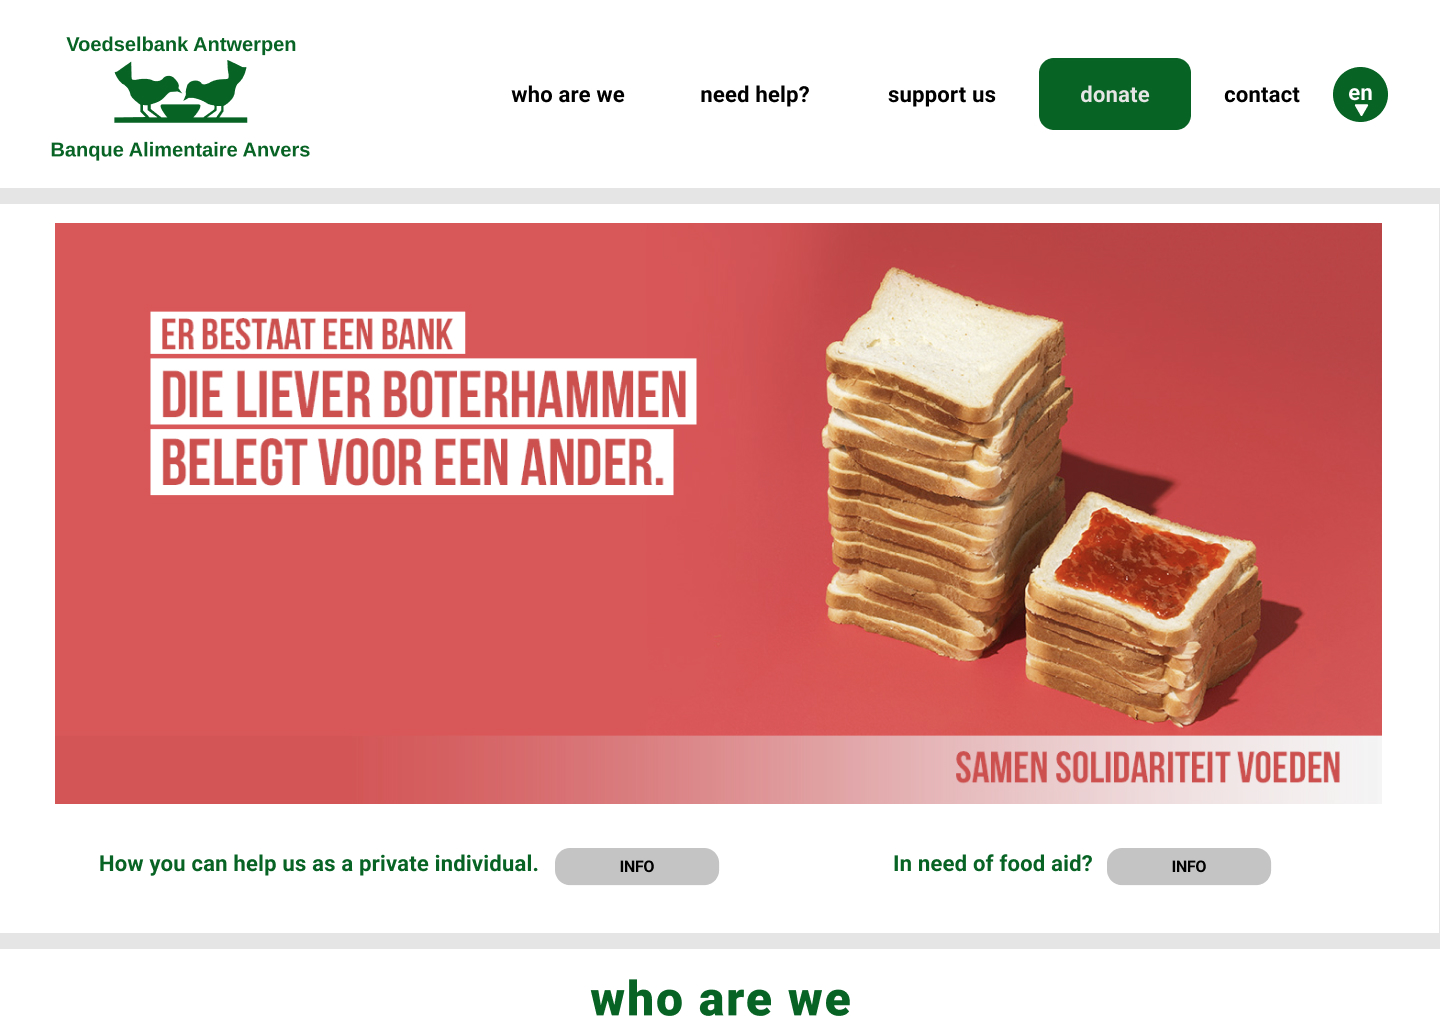 Voedselbank Antwerpen
Banque Alimentaire Anvers
who are we
need help?
support us
donate
contact
en
ER BESTAAT EEN BANK
DIE LIEVER BOTERHAMMEN
BELEGT VOOR EEN ANDER.
SAMEN SOLIDARITEIT VOEDEN
How you can help us as a private individual.
INFO
In need of food aid?
INFO
who are we